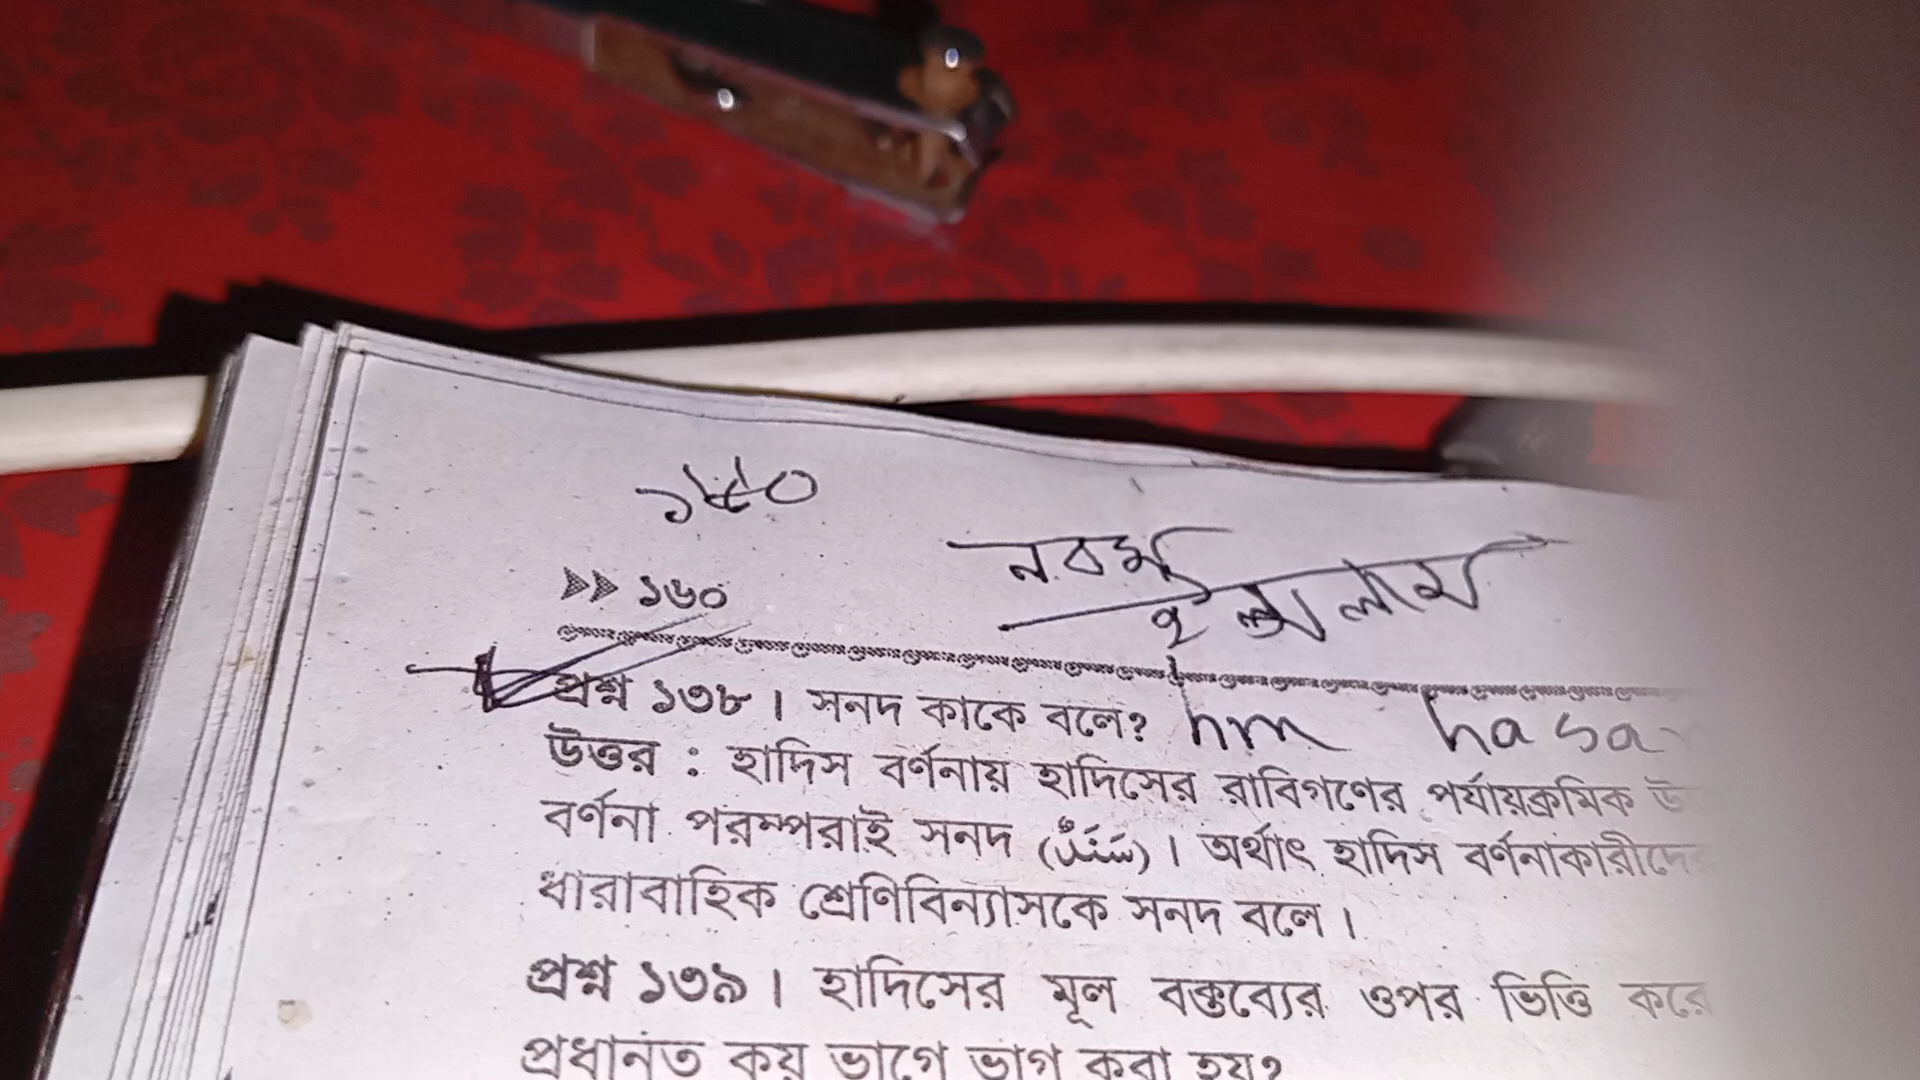 ১৮৫০
নবম
ইসলাম
১৬০
প্রশ্ন ১৩৮। সনদ কাকে বলে? hm hasa
উত্তর : হাদিস বর্ণনায় হাদিসের রাবিগণের পর্যায়ক্রমিক
বর্ণনা পরম্পরাই সনদ (سَنَدٌ)। অর্থাৎ হাদিস বর্ণনাকারীদের
ধারাবাহিক শ্রেণিবিন্যাসকে সনদ বলে।
প্রশ্ন ১৩৯। হাদিসের মূল বক্তব্যের ওপর ভিত্তি করে
প্রধানত কয় ভাগে ভাগ করা হয়?